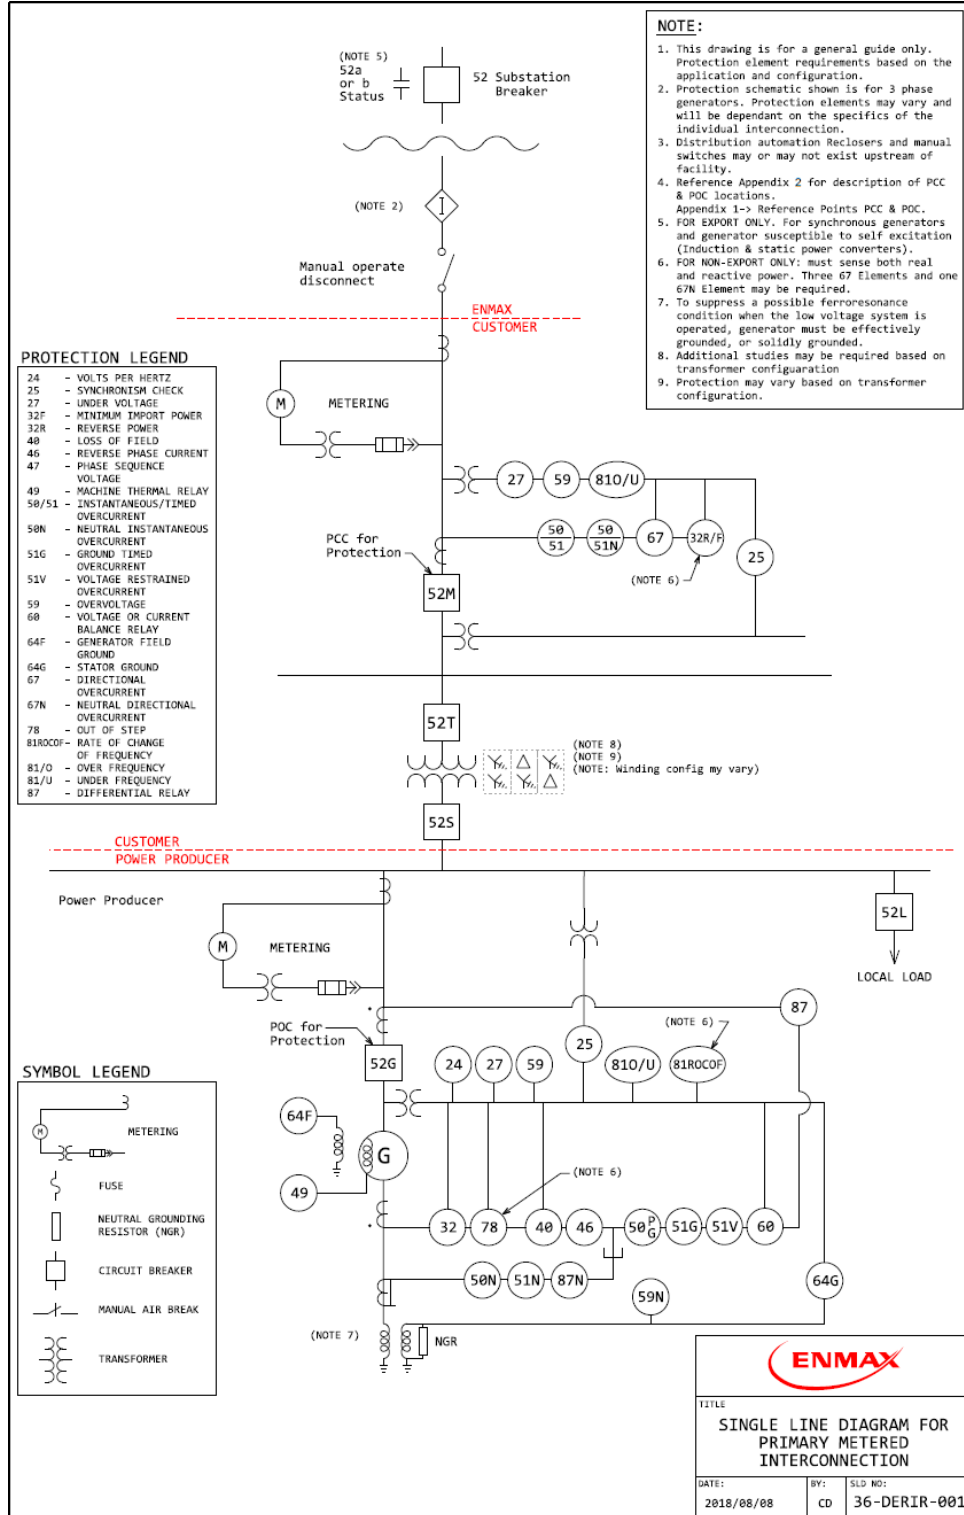 NOTE:
1. This drawing is for a general guide only.
Protection element requirements based on the
application and configuration.
2. Protection schematic shown is for 3 phase
generators. Protection elements may vary and
will be dependant on the specifics of the
individual interconnection.
3. Distribution automation Reclosers and manual
switches may or may not exist upstream of
facility.
4. Reference Appendix 2 for description of PCC
& POC locations.
Appendix 1-> Reference Points PCC & POC.
5. FOR EXPORT ONLY. For synchronous generators
and generator susceptible to self excitation
(Induction & static power converters).
6. FOR NON-EXPORT ONLY: must sense both real
and reactive power. Three 67 Elements and one
67N Element may be required.
7. To suppress a possible ferroresonance
condition when the low voltage system is
operated, generator must be effectively
grounded, or solidly grounded.
8. Additional studies may be required based on
transformer configuaration
9. Protection may vary based on transformer
configuration.
(NOTE 5)
52a
or b
Status
52 Substation
Breaker
(NOTE 2)
I
Manual operate
disconnect
ENMAX
CUSTOMER
PROTECTION LEGEND
24 - VOLTS PER HERTZ
25 - SYNCHRONISM CHECK
27 - UNDER VOLTAGE
32F - MINIMUM IMPORT POWER
32R - REVERSE POWER
40 - LOSS OF FIELD
46 - REVERSE PHASE CURRENT
47 - PHASE SEQUENCE
VOLTAGE
49 - MACHINE THERMAL RELAY
50/51 - INSTANTANEOUS/TIMED
OVERCURRENT
50N - NEUTRAL INSTANTANEOUS
OVERCURRENT
51G - GROUND TIMED
OVERCURRENT
51V - VOLTAGE RESTRAINED
OVERCURRENT
59 - OVERVOLTAGE
60 - VOLTAGE OR CURRENT
BALANCE RELAY
64F - GENERATOR FIELD
GROUND
64G - STATOR GROUND
67 - DIRECTIONAL
OVERCURRENT
67N - NEUTRAL DIRECTIONAL
OVERCURRENT
78 - OUT OF STEP
81ROCOF- RATE OF CHANGE
OF FREQUENCY
81/O - OVER FREQUENCY
81/U - UNDER FREQUENCY
87 - DIFFERENTIAL RELAY
M
METERING
27
59
81O/U
50
51
50
51N
67
32R/F
25
(NOTE 6)
PCC for
Protection
52M
52T
(NOTE 8)
(NOTE 9)
(NOTE: Winding config my vary)
52S
CUSTOMER
POWER PRODUCER
Power Producer
52L
LOCAL LOAD
M
METERING
87
(NOTE 6)
POC for
Protection
52G
24
27
59
25
81O/U
81ROCOF
64F
G
49
(NOTE 6)
32
78
40
46
50 P
G
51G
51V
60
50N
51N
87N
59N
64G
(NOTE 7)
NGR
SYMBOL LEGEND
M
METERING
FUSE
NEUTRAL GROUNDING
RESISTOR (NGR)
CIRCUIT BREAKER
MANUAL AIR BREAK
TRANSFORMER
ENMAX
TITLE
SINGLE LINE DIAGRAM FOR
PRIMARY METERED
INTERCONNECTION
DATE:
2018/08/08
BY:
CD
SLD NO:
36-DERIR-001